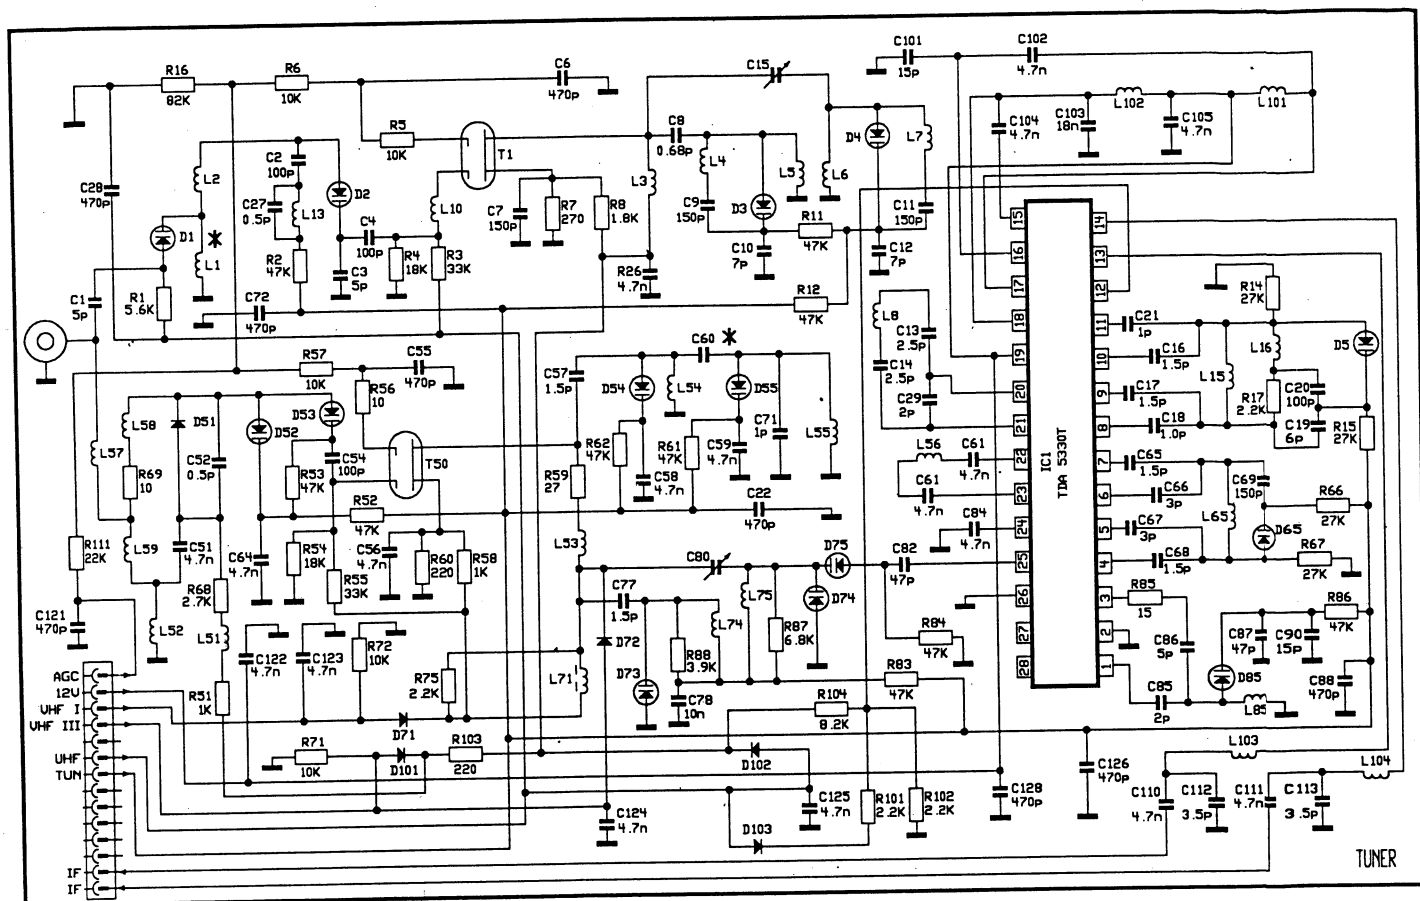 C101
15p
C102
4.7n
R16
82K
R6
10K
C6
470p
C15
L102
L101
C104
4.7n
C103
18n
C105
4.7n
R5
10K
T1
C8
0.68p
D4
L7
L2
C2
100p
D2
C28
470p
C27
0.5p
L13
L10
L4
L5
L6
L3
C7
150p
R7
270
R8
1.8K
C9
150p
D3
C11
150p
R11
47K
C10
7p
C12
7p
D1
*
L1
C4
100p
R2
47K
C3
5p
R4
18K
R3
33K
R26
4.7n
C1
5p
R1
5.6K
C72
470p
R12
47K
L8
C13
2.5p
C14
2.5p
C29
2p
15
16
17
18
19
20
21
22
23
24
25
26
27
28
IC1
TDA 5330T
14
13
12
11
10
9
8
7
6
5
4
3
2
1
R14
27K
C21
1p
C16
1.5p
C17
1.5p
C18
1.0p
L15
L16
R17
2.2K
C20
100p
C19
6p
D5
R15
27K
R57
10K
C55
470p
R56
10
C57
1.5p
C60
*
D54
L54
D55
L58
D51
D52
D53
L57
R69
10
C52
0.5p
R53
47K
C54
100p
T50
R59
27
R62
47K
R61
47K
C59
4.7n
C71
1p
L55
C58
4.7n
L56
C61
4.7n
C61
4.7n
C84
4.7n
C65
1.5p
C66
3p
C67
3p
C68
1.5p
C69
150p
L65
D65
R66
27K
R67
27K
R52
47K
C22
470p
R111
22K
L59
C51
4.7n
C64
4.7n
R54
18K
C56
4.7n
R60
220
R58
1K
R55
33K
L53
C80
D75
C82
47p
R68
2.7K
C77
1.5p
L75
D74
R85
15
R86
47K
C121
470p
L52
L51
C122
4.7n
C123
4.7n
R72
10K
D72
R88
3.9K
L74
R87
6.8K
R84
47K
C86
5p
C87
47p
C90
15p
D85
C85
2p
L85
C88
470p
AGC
12V
VHF I
VHF III
UHF
TUN
IF
IF
R51
1K
R75
2.2K
L71
D73
C78
10n
R83
47K
R104
8.2K
D71
R71
10K
D101
R103
220
D102
L103
L104
C124
4.7n
C125
4.7n
R101
2.2K
R102
2.2K
C128
470p
C126
470p
C110
4.7n
C112
3.5p
C111
4.7n
C113
3.5p
D103
TUNER